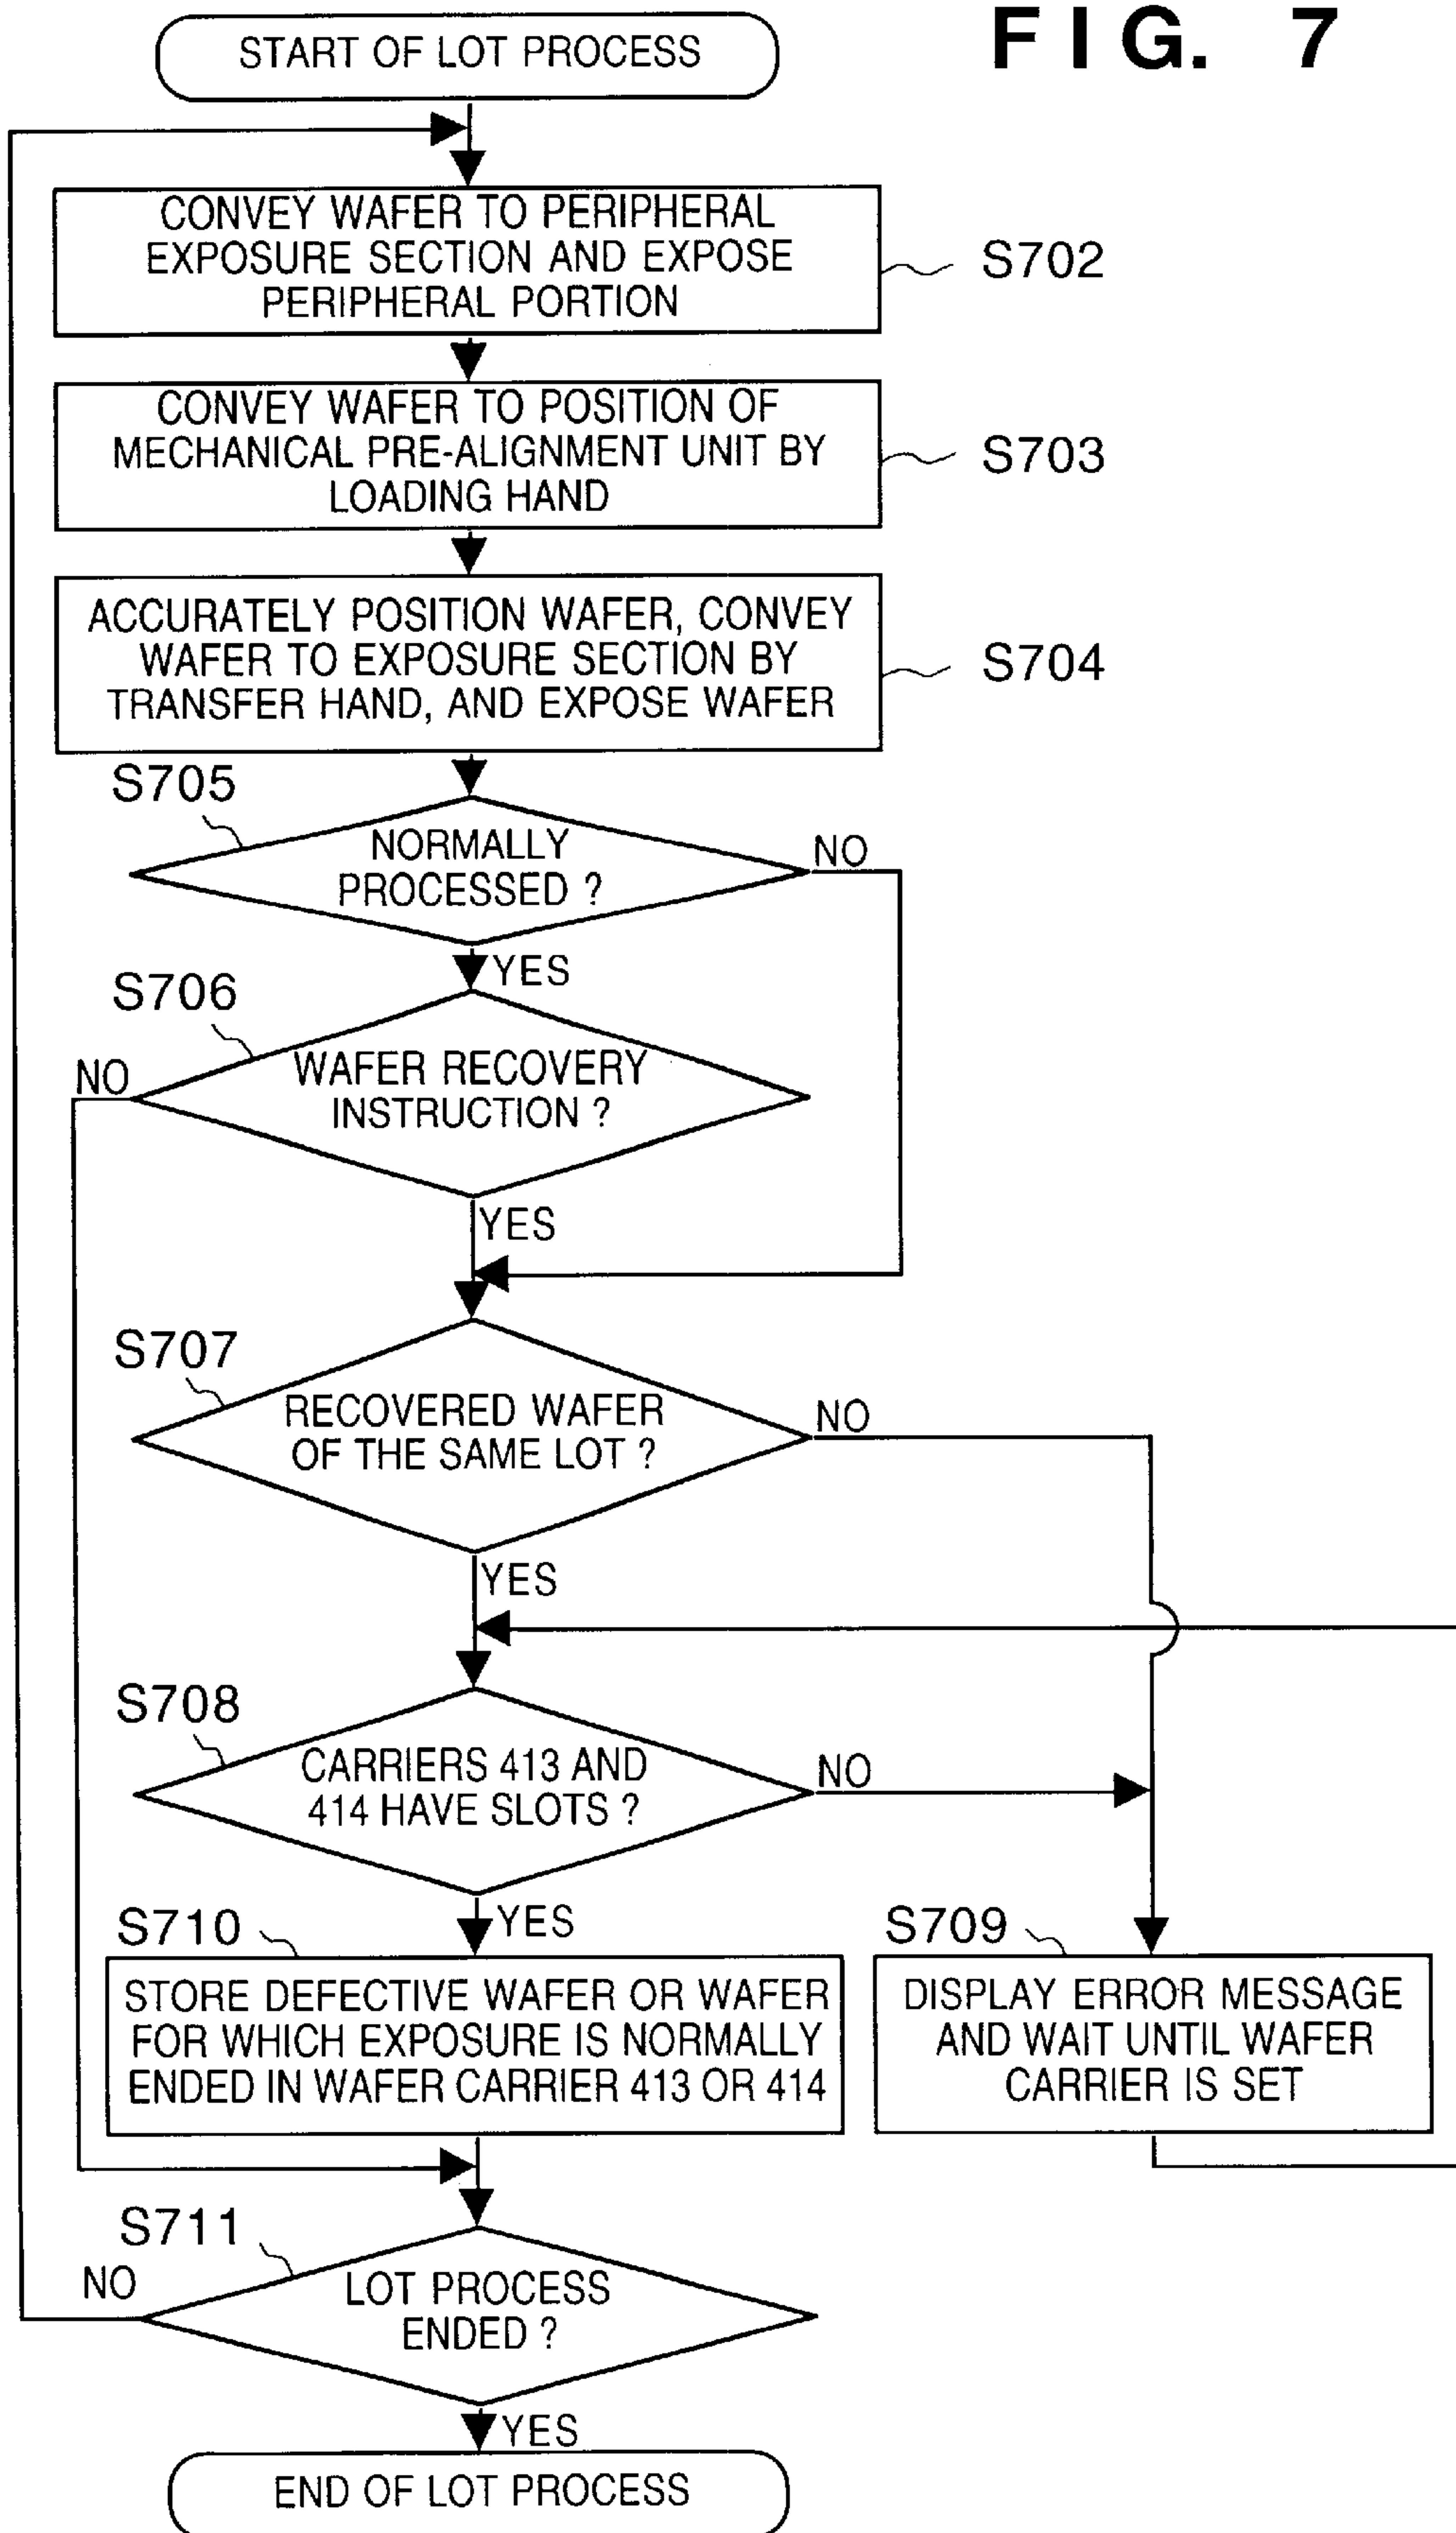 FIG. 7
START OF LOT PROCESS
CONVEY WAFER TO PERIPHERAL
EXPOSURE SECTION AND EXPOSE
PERIPHERAL PORTION
S702
CONVEY WAFER TO POSITION OF
MECHANICAL PRE-ALIGNMENT UNIT BY
LOADING HAND
S703
ACCURATELY POSITION WAFER, CONVEY
WAFER TO EXPOSURE SECTION BY
TRANSFER HAND, AND EXPOSE WAFER
S704
S705
NORMALLY
PROCESSED ?
NO
YES
S706
WAFER RECOVERY
INSTRUCTION ?
NO
YES
S707
RECOVERED WAFER
OF THE SAME LOT ?
NO
YES
S708
CARRIERS 413 AND
414 HAVE SLOTS ?
NO
YES
S710
STORE DEFECTIVE WAFER OR WAFER
FOR WHICH EXPOSURE IS NORMALLY
ENDED IN WAFER CARRIER 413 OR 414
S709
DISPLAY ERROR MESSAGE
AND WAIT UNTIL WAFER
CARRIER IS SET
S711
LOT PROCESS
ENDED ?
NO
YES
END OF LOT PROCESS